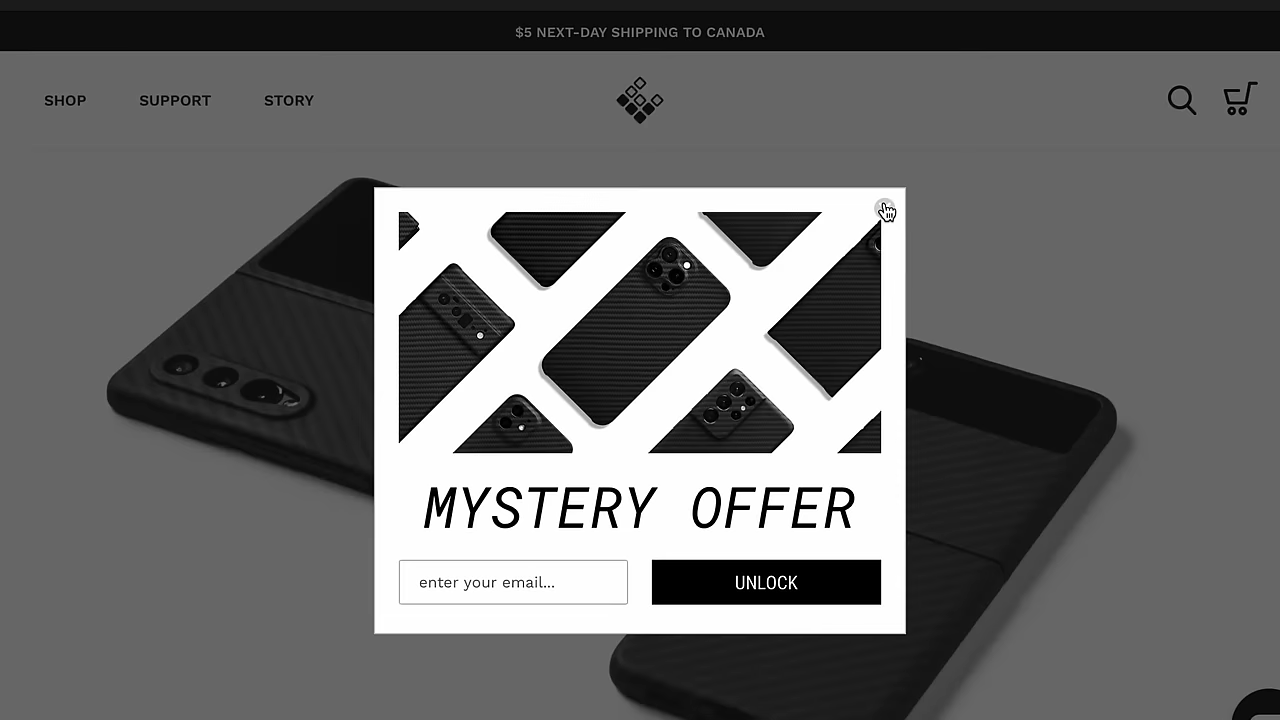 $5 NEXT-DAY SHIPPING TO CANADA
SHOP SUPPORT STORY
MYSTERY OFFER
enter your email...
UNLOCK